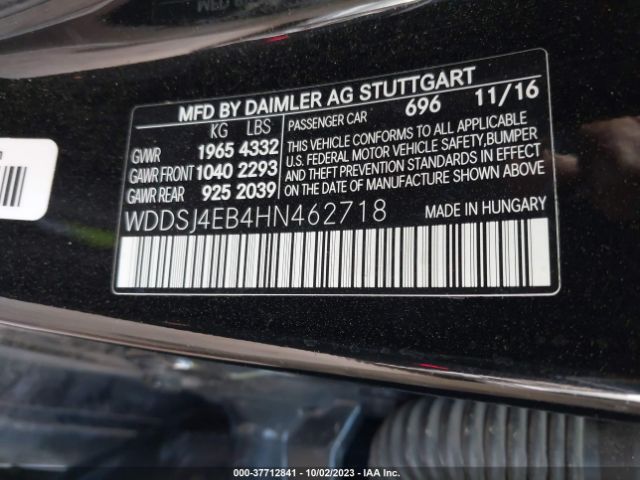 MFD BY DAIMLER AG STUTTGART
KG LBS
GVWR 1965 4332
GAWR FRONT 1040 2293
GAWR REAR 925 2039
PASSENGER CAR 696 11/16
THIS VEHICLE CONFORMS TO ALL APPLICABLE
U.S. FEDERAL MOTOR VEHICLE SAFETY,BUMPER
AND THEFT PREVENTION STANDARDS IN EFFECT
ON THE DATE OF MANUFACTURE SHOWN ABOVE.
WDDSJ4EB4HN462718 MADE IN HUNGARY
000-37712841 • 10/02/2023 • IAA Inc.